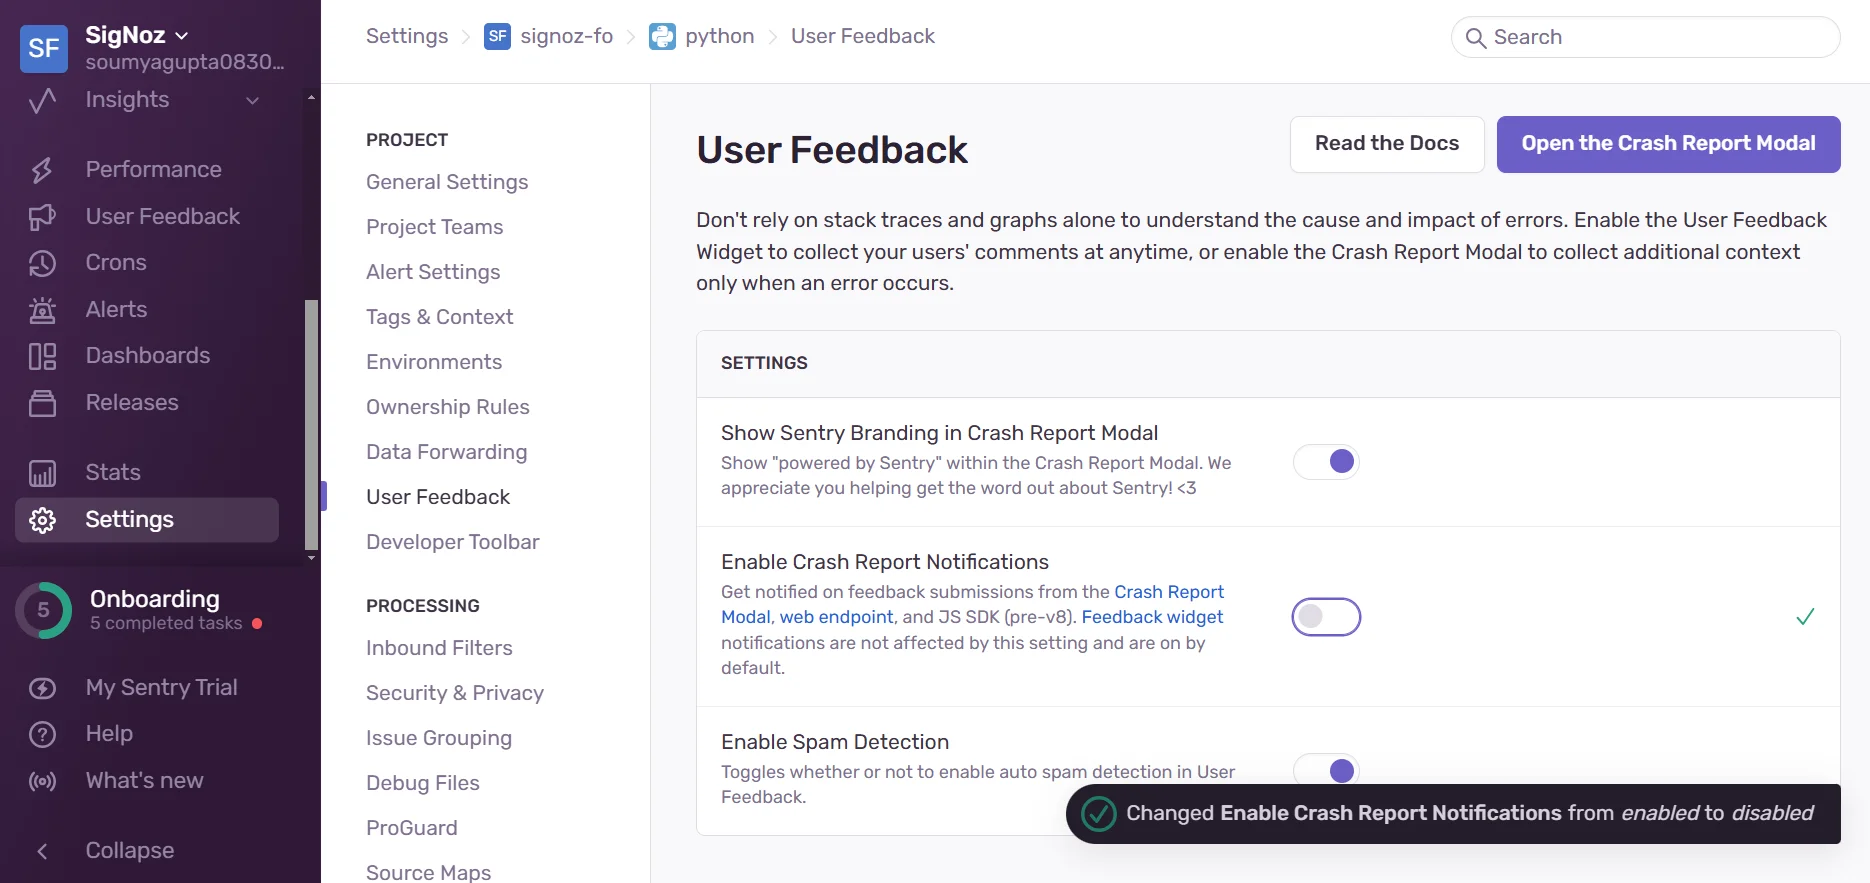 SF
SigNoz
soumyagupta0830...
Insights
Performance
User Feedback
Crons
Alerts
Dashboards
Releases
Stats
Settings
5
Onboarding
5 completed tasks
My Sentry Trial
Help
What's new
Collapse
Settings
SF signoz-fo
python
User Feedback
Search
PROJECT
General Settings
Project Teams
Alert Settings
Tags & Context
Environments
Ownership Rules
Data Forwarding
User Feedback
Developer Toolbar
PROCESSING
Inbound Filters
Security & Privacy
Issue Grouping
Debug Files
ProGuard
Source Maps
User Feedback
Read the Docs
Open the Crash Report Modal
Don't rely on stack traces and graphs alone to understand the cause and impact of errors. Enable the User Feedback
Widget to collect your users' comments at anytime, or enable the Crash Report Modal to collect additional context
only when an error occurs.
SETTINGS
Show Sentry Branding in Crash Report Modal
Show "powered by Sentry" within the Crash Report Modal. We
appreciate you helping get the word out about Sentry! <3
Enable Crash Report Notifications
Get notified on feedback submissions from the Crash Report
Modal, web endpoint, and JS SDK (pre-v8). Feedback widget
notifications are not affected by this setting and are on by
default.
Enable Spam Detection
Toggles whether or not to enable auto spam detection in User
Feedback.
Changed Enable Crash Report Notifications from enabled to disabled